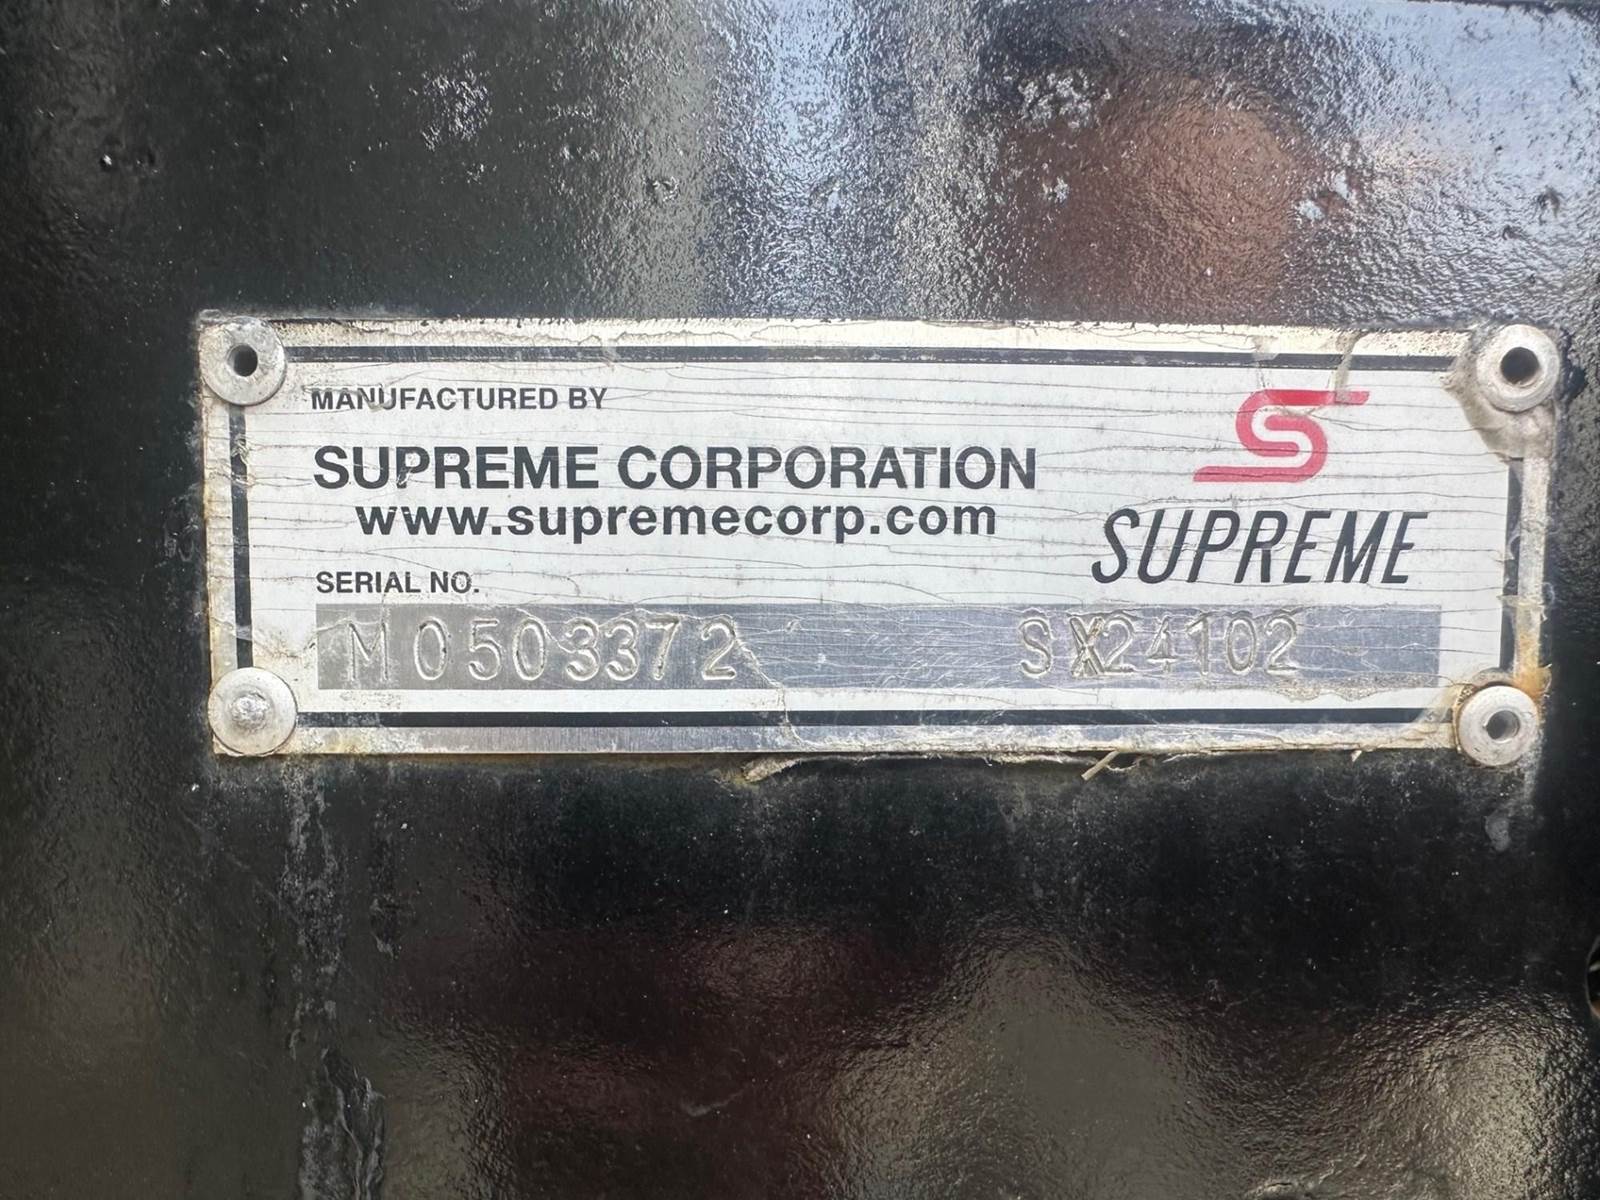 MANUFACTURED BY
SUPREME CORPORATION
www.supremecorp.com
SUPREME
SERIAL NO.
M0503372 SX24102